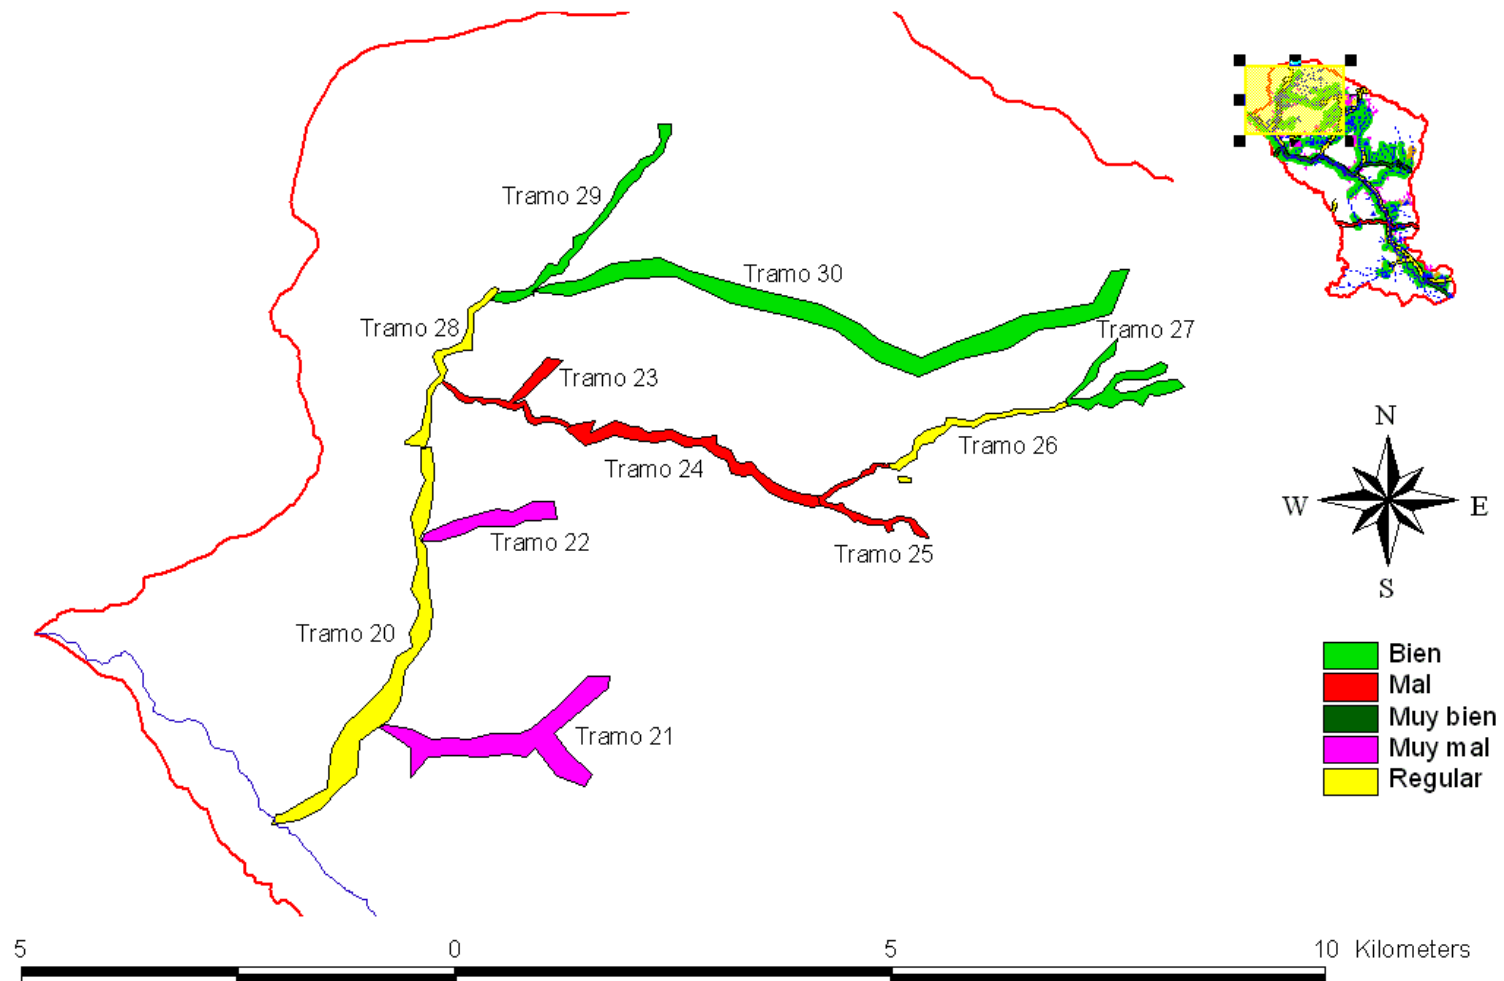 Tramo 29
Tramo 30
Tramo 28
Tramo 27
Tramo 23
Tramo 26
Tramo 24
Tramo 22
Tramo 25
Tramo 20
Tramo 21
N
W
E
S
Bien
Mal
Muy bien
Muy mal
Regular
5 0 5 10 Kilometers